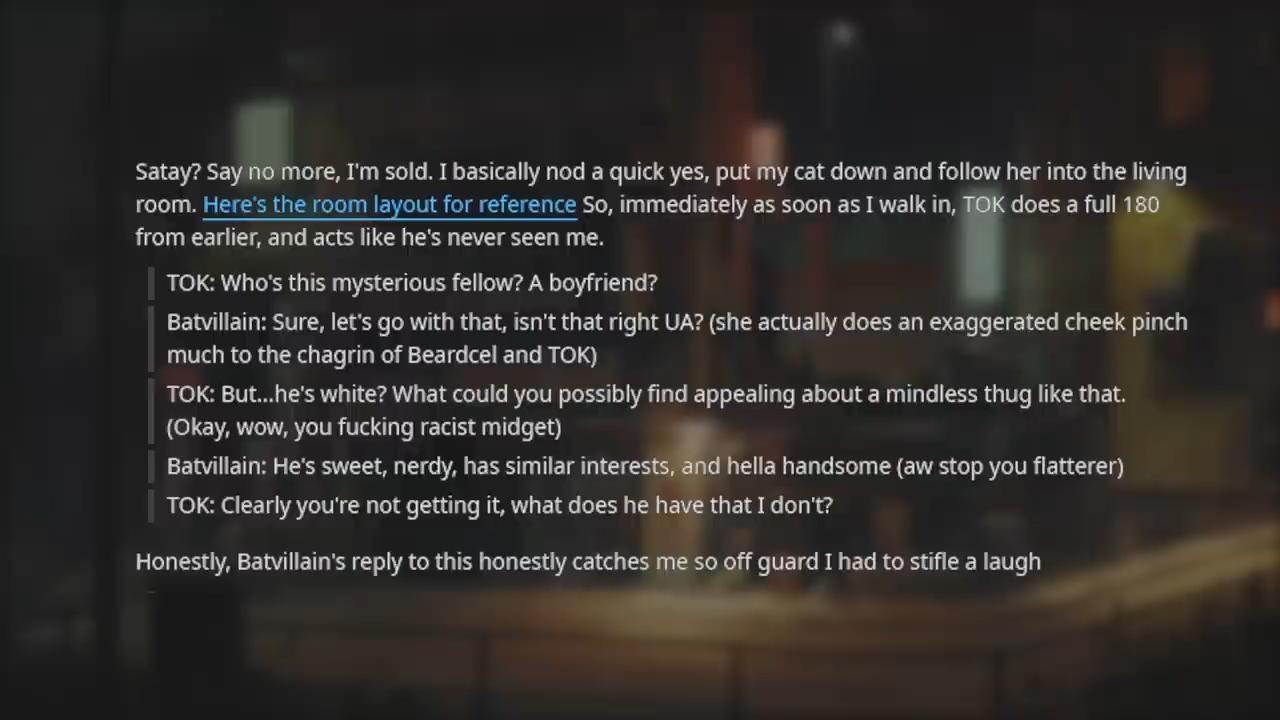 Satay? Say no more, I'm sold. I basically nod a quick yes, put my cat down and follow her into the living
room. Here's the room layout for reference So, immediately as soon as I walk in, TOK does a full 180
from earlier, and acts like he's never seen me.
TOK: Who's this mysterious fellow? A boyfriend?
Batvillain: Sure, let's go with that, isn't that right UA? (she actually does an exaggerated cheek pinch
much to the chagrin of Beardcel and TOK)
TOK: But...he's white? What could you possibly find appealing about a mindless thug like that.
(Okay, wow, you fucking racist midget)
Batvillain: He's sweet, nerdy, has similar interests, and hella handsome (aw stop you flatterer)
TOK: Clearly you're not getting it, what does he have that I don't?
Honestly, Batvillain's reply to this honestly catches me so off guard I had to stifle a laugh